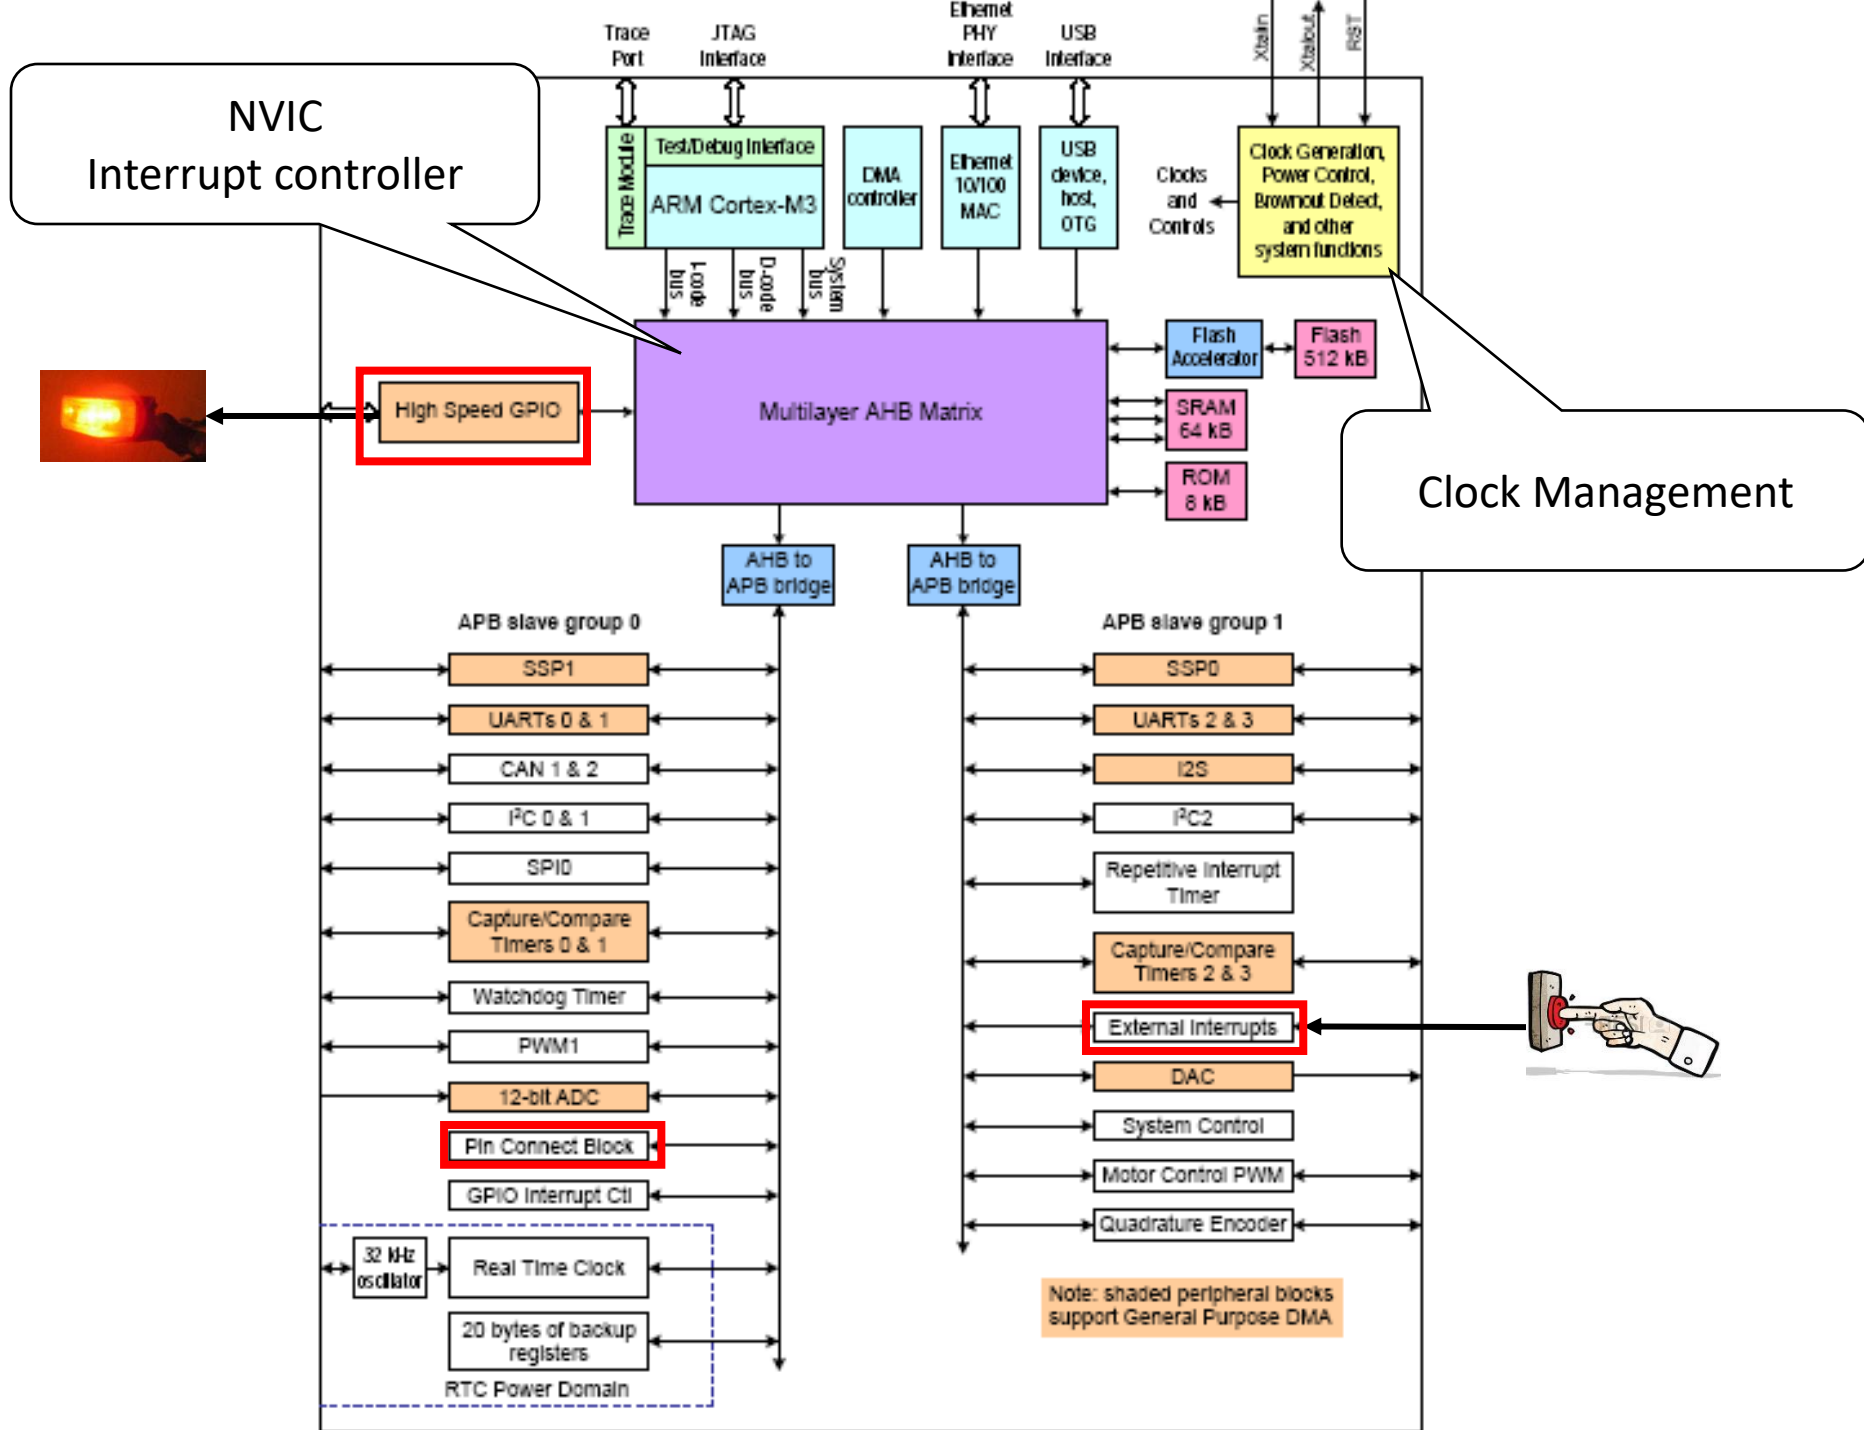 Trace
Port
JTAG
Interface
Ethernet
PHY
Interface
USB
Interface
Xtalin
Xtalout
RST
NVIC
Interrupt controller
Trace Module
Test/Debug Interface
ARM Cortex-M3
DMA
controller
Ethernet
10/100
MAC
USB
device,
host,
OTG
Clocks
and
Controls
Clock Generation,
Power Control,
Brownout Detect,
and other
system functions
I-code
bus
D-code
bus
System
bus
High Speed GPIO
Multilayer AHB Matrix
Flash
Accelerator
Flash
512 kB
SRAM
64 kB
ROM
8 kB
Clock Management
AHB to
APB bridge
AHB to
APB bridge
APB slave group 0
SSP1
UARTs 0 & 1
CAN 1 & 2
I²C 0 & 1
SPI0
Capture/Compare
Timers 0 & 1
Watchdog Timer
PWM1
12-bit ADC
Pin Connect Block
GPIO Interrupt Ctl
32 kHz
oscillator
Real Time Clock
20 bytes of backup
registers
RTC Power Domain
APB slave group 1
SSP0
UARTs 2 & 3
I2S
I²C2
Repetitive Interrupt
Timer
Capture/Compare
Timers 2 & 3
External Interrupts
DAC
System Control
Motor Control PWM
Quadrature Encoder
Note: shaded peripheral blocks
support General Purpose DMA